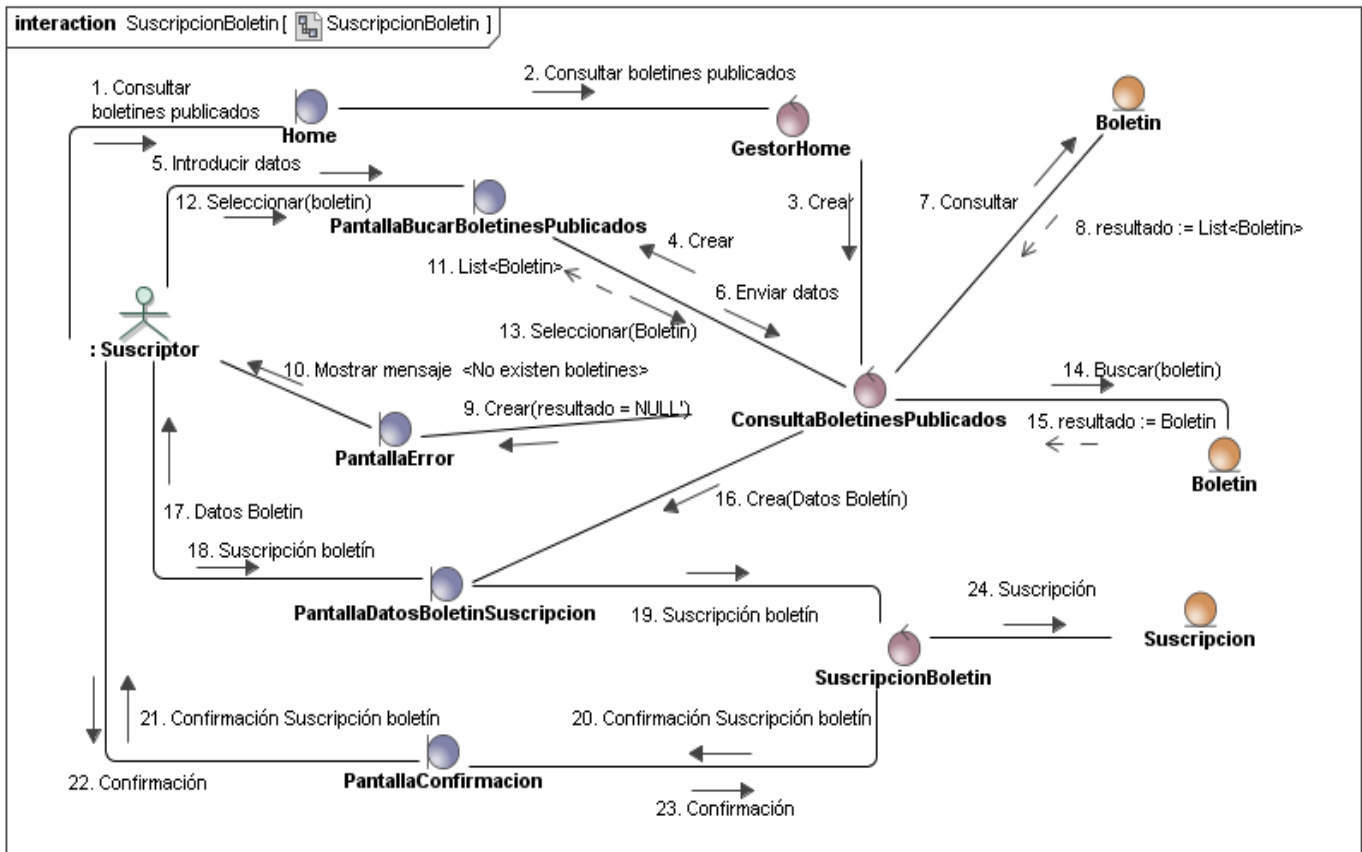 interaction SuscripcionBoletin [ SuscripcionBoletin ]
1. Consultar
boletines publicados
2. Consultar boletines publicados
Home
GestorHome
Boletin
5. Introducir datos
12. Seleccionar(boletin)
PantallaBucarBoletinesPublicados
3. Crear
7. Consultar
4. Crear
8. resultado := List<Boletin>
11. List<Boletin>
6. Enviar datos
13. Seleccionar(Boletin)
: Suscriptor
10. Mostrar mensaje <No existen boletines>
14. Buscar(boletin)
9. Crear(resultado = NULL')
ConsultaBoletinesPublicados
15. resultado := Boletin
PantallaError
Boletin
16. Crea(Datos Boletín)
17. Datos Boletin
18. Suscripción boletín
PantallaDatosBoletinSuscripcion
19. Suscripción boletín
24. Suscripción
Suscripcion
SuscripcionBoletin
21. Confirmación Suscripción boletín
20. Confirmación Suscripción boletín
22. Confirmación
PantallaConfirmacion
23. Confirmación